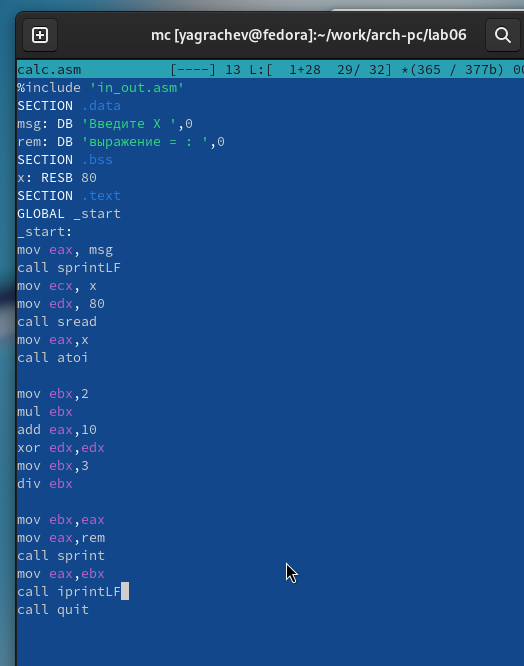 mc [yagrachev@fedora]:~/work/arch-pc/lab06
calc.asm [----] 13 L:[ 1+28 29/ 32] *(365 / 377b)
%include 'in_out.asm'
SECTION .data
msg: DB 'Введите X ',0
rem: DB 'выражение = : ',0
SECTION .bss
x: RESB 80
SECTION .text
GLOBAL _start
_start:
mov eax, msg
call sprintLF
mov ecx, x
mov edx, 80
call sread
mov eax,x
call atoi
mov ebx,2
mul ebx
add eax,10
xor edx,edx
mov ebx,3
div ebx
mov ebx,eax
mov eax,rem
call sprint
mov eax,ebx
call iprintLF
call quit